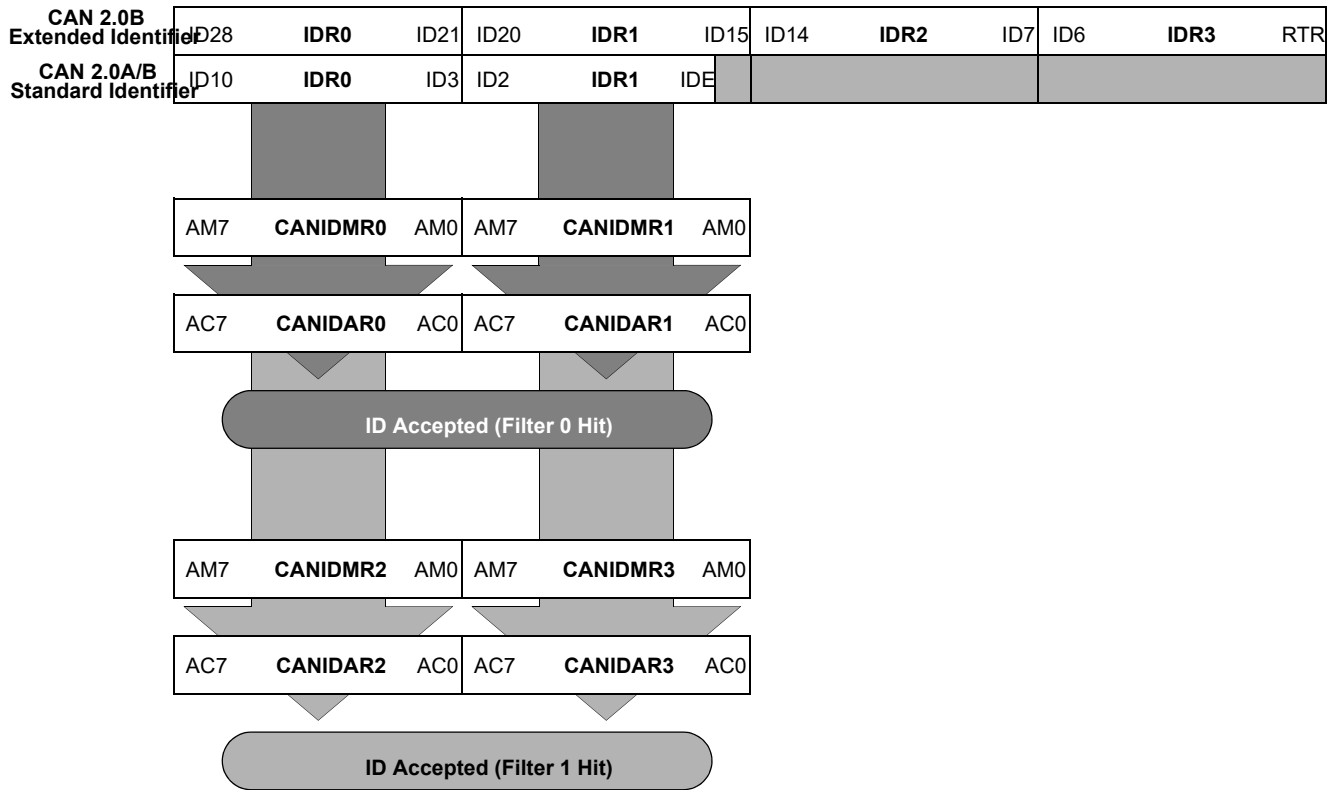 CAN 2.0B
Extended Identifier ID28 IDR0 ID21 ID20 IDR1 ID15 ID14 IDR2 ID7 ID6 IDR3 RTR
CAN 2.0A/B
Standard Identifier ID10 IDR0 ID3 ID2 IDR1 IDE
AM7 CANIDMR0 AM0 AM7 CANIDMR1 AM0
AC7 CANIDAR0 AC0 AC7 CANIDAR1 AC0
ID Accepted (Filter 0 Hit)
AM7 CANIDMR2 AM0 AM7 CANIDMR3 AM0
AC7 CANIDAR2 AC0 AC7 CANIDAR3 AC0
ID Accepted (Filter 1 Hit)